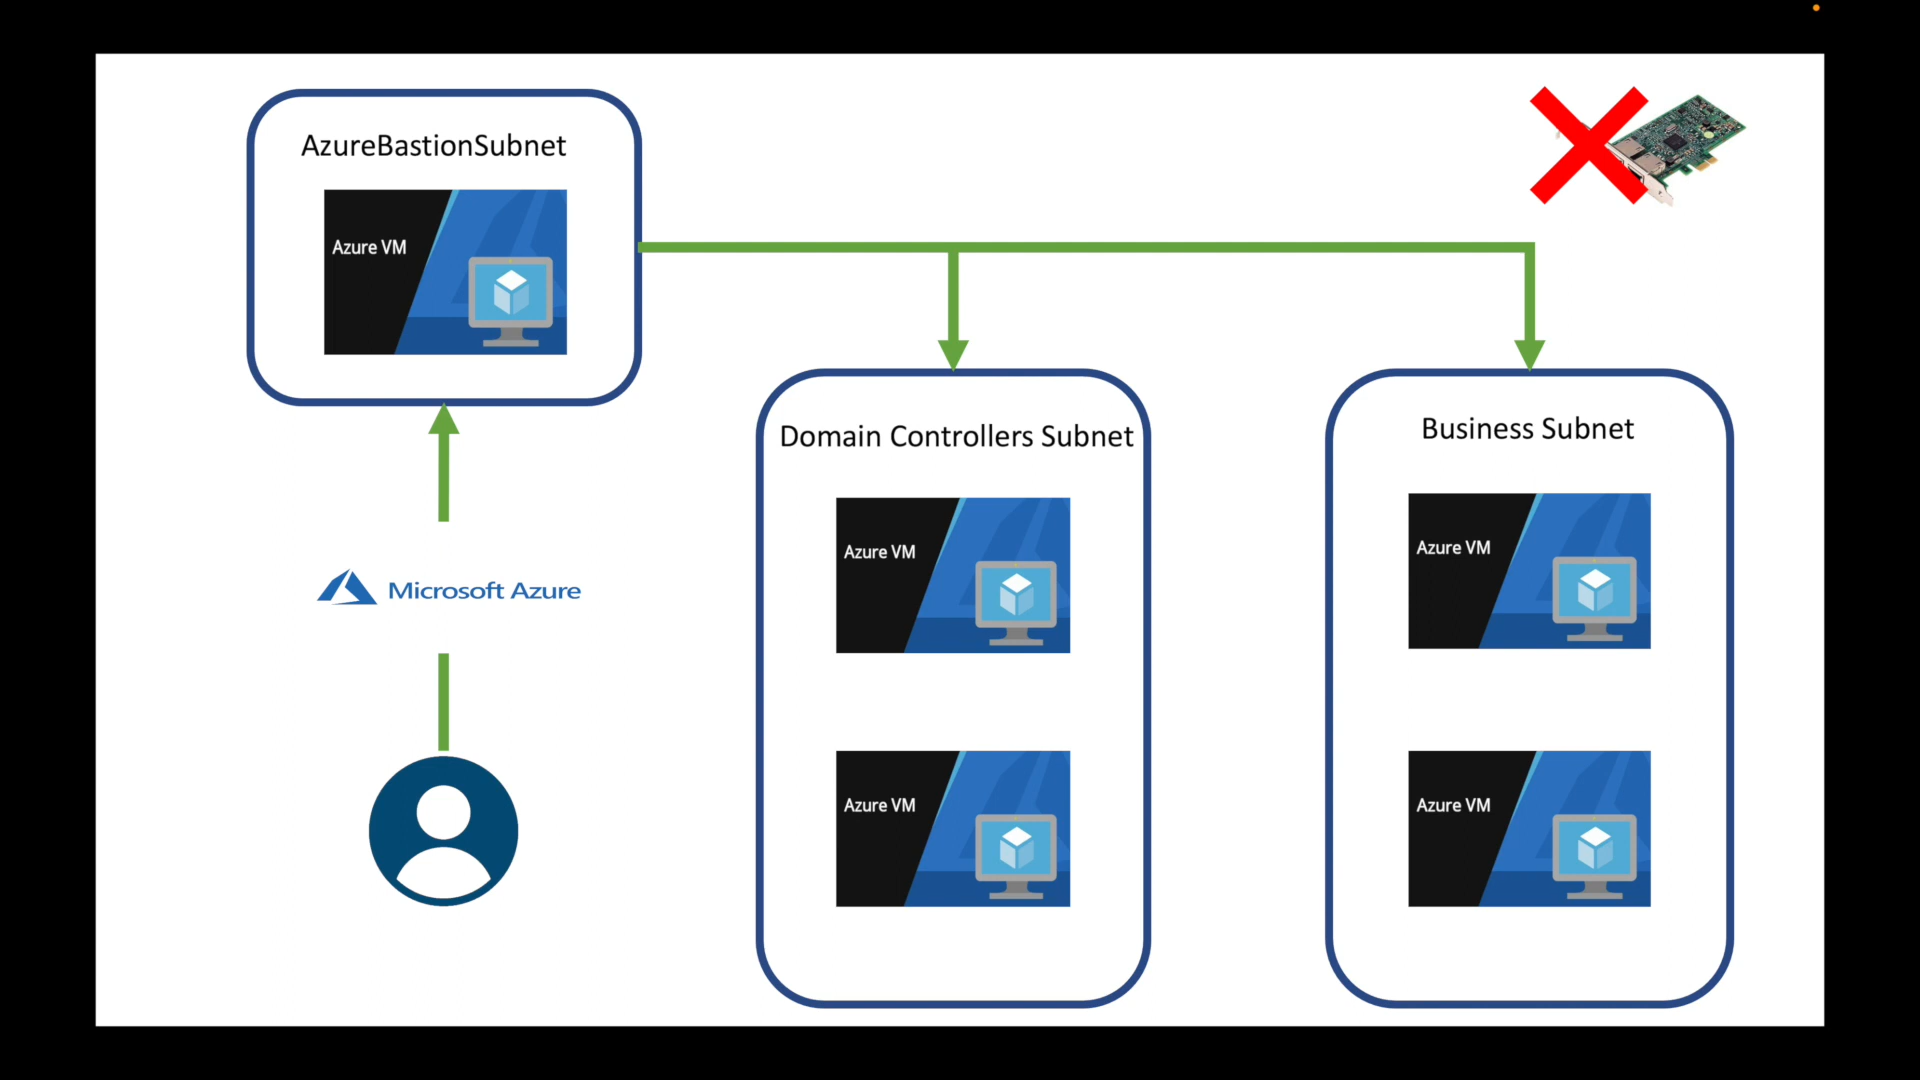 AzureBastionSubnet
Azure VM
Domain Controllers Subnet
Business Subnet
Azure VM
Azure VM
Microsoft Azure
Azure VM
Azure VM